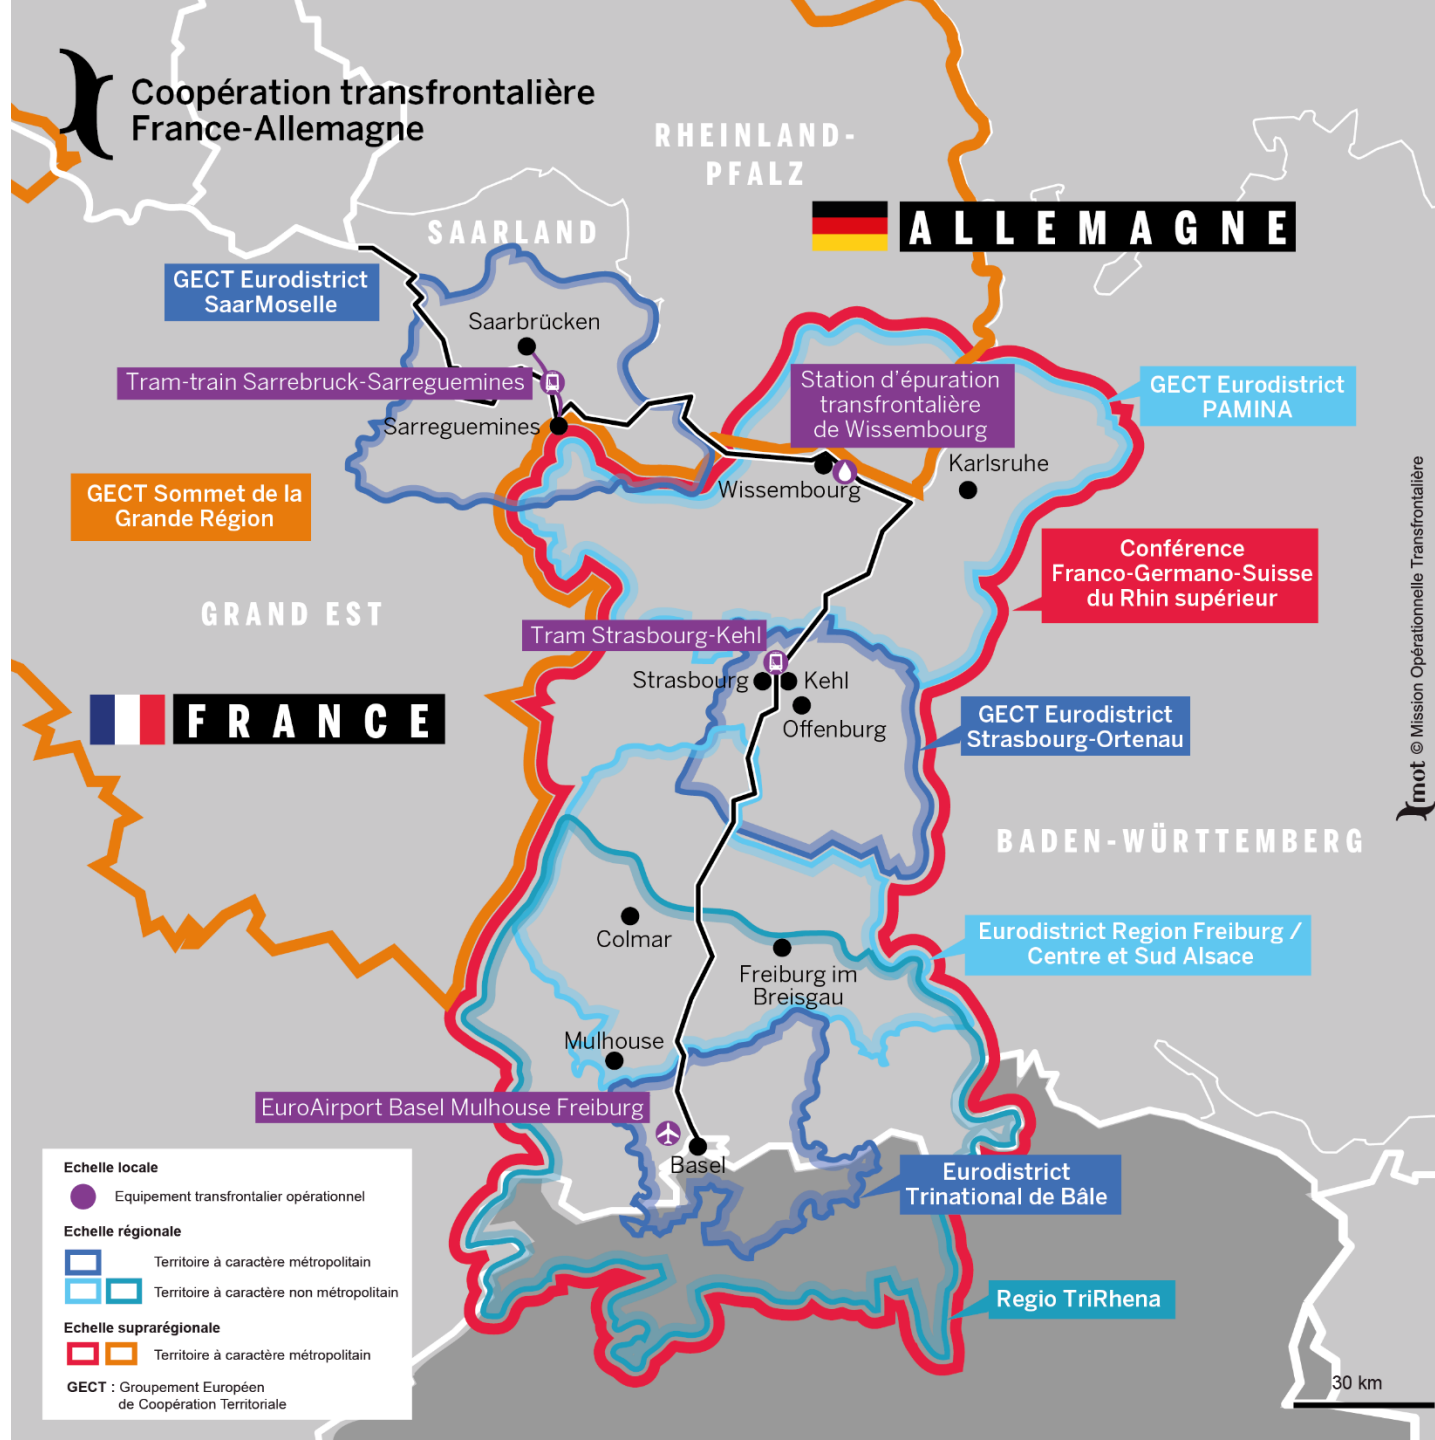 Coopération transfrontalière
France-Allemagne
RHEINLAND-
PFALZ
SAARLAND
ALLEMAGNE
GECT Eurodistrict
SaarMoselle
Saarbrücken
Tram-train Sarrebruck-Sarreguemines
Sarreguemines
Station d'épuration
transfrontalière
de Wissembourg
GECT Eurodistrict
PAMINA
Wissembourg
Karlsruhe
GECT Sommet de la
Grande Région
Conférence
Franco-Germano-Suisse
du Rhin supérieur
GRAND EST
Tram Strasbourg-Kehl
Strasbourg
Kehl
Offenburg
FRANCE
GECT Eurodistrict
Strasbourg-Ortenau
mot © Mission Opérationnelle Transfrontalière
BADEN-WÜRTTEMBERG
Colmar
Freiburg im
Breisgau
Eurodistrict Region Freiburg /
Centre et Sud Alsace
Mulhouse
EuroAirport Basel Mulhouse Freiburg
Basel
Eurodistrict
Trinational de Bâle
Regio TriRhena
Echelle locale
Equipement transfrontalier opérationnel
Echelle régionale
Territoire à caractère métropolitain
Territoire à caractère non métropolitain
Echelle suprarégionale
Territoire à caractère métropolitain
GECT : Groupement Européen
de Coopération Territoriale
30 km